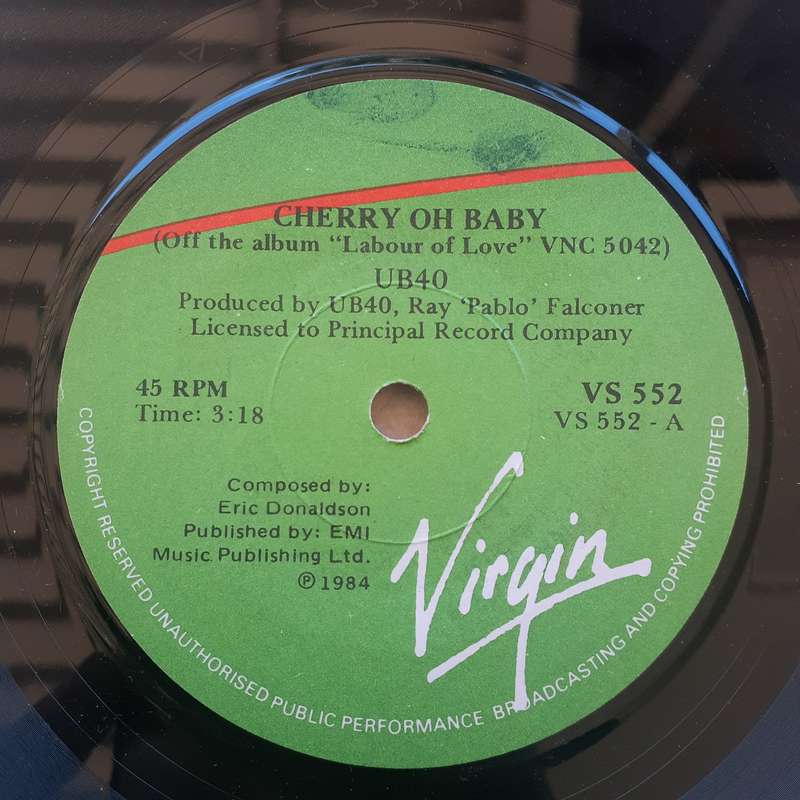 CHERRY OH BABY
(Off the album “Labour of Love” VNC 5042)
UB40
Produced by UB40, Ray ‘Pablo’ Falconer
Licensed to Principal Record Company
45 RPM
Time: 3:18
VS 552
VS 552 - A
Composed by:
Eric Donaldson
Published by: EMI
Music Publishing Ltd.
℗ 1984
Virgin
COPYRIGHT RESERVED UNAUTHORISED PUBLIC PERFORMANCE BROADCASTING AND COPYING PROHIBITED